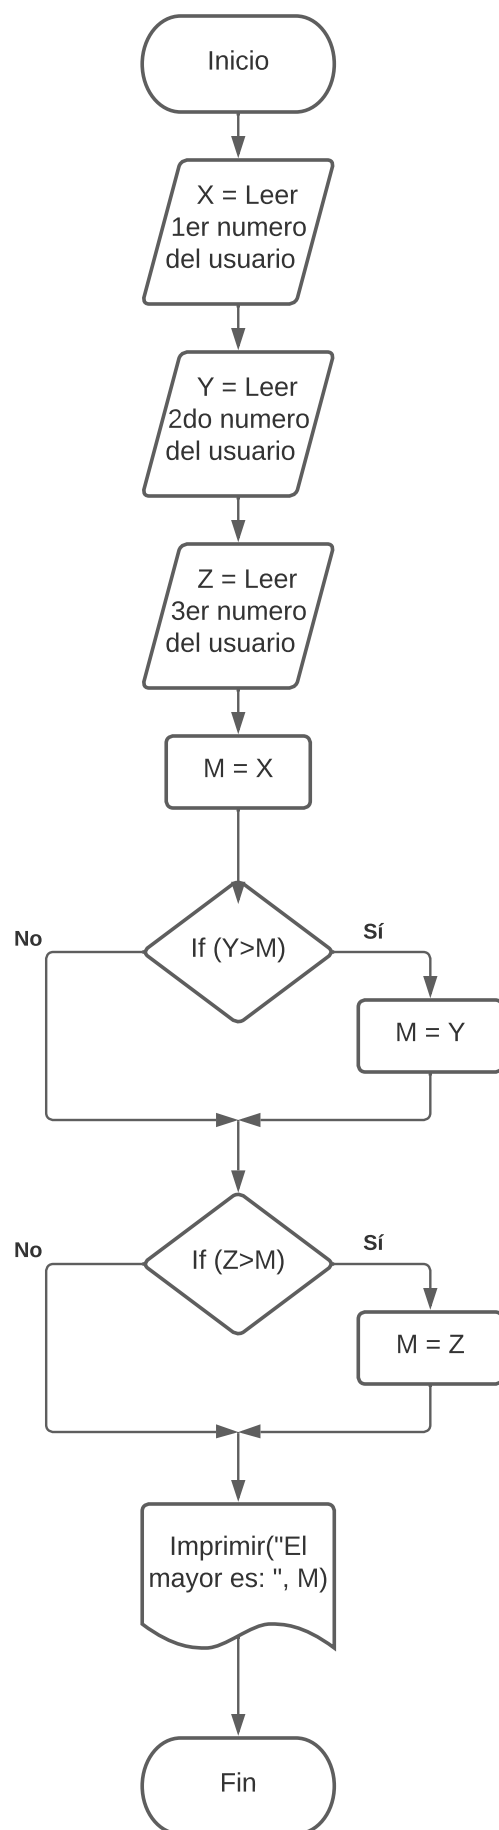 Inicio
X = Leer
1er numero
del usuario
Y = Leer
2do numero
del usuario
Z = Leer
3er numero
del usuario
M = X
No
If (Y>M)
Sí
M = Y
No
If (Z>M)
Sí
M = Z
Imprimir("El
mayor es: ", M)
Fin